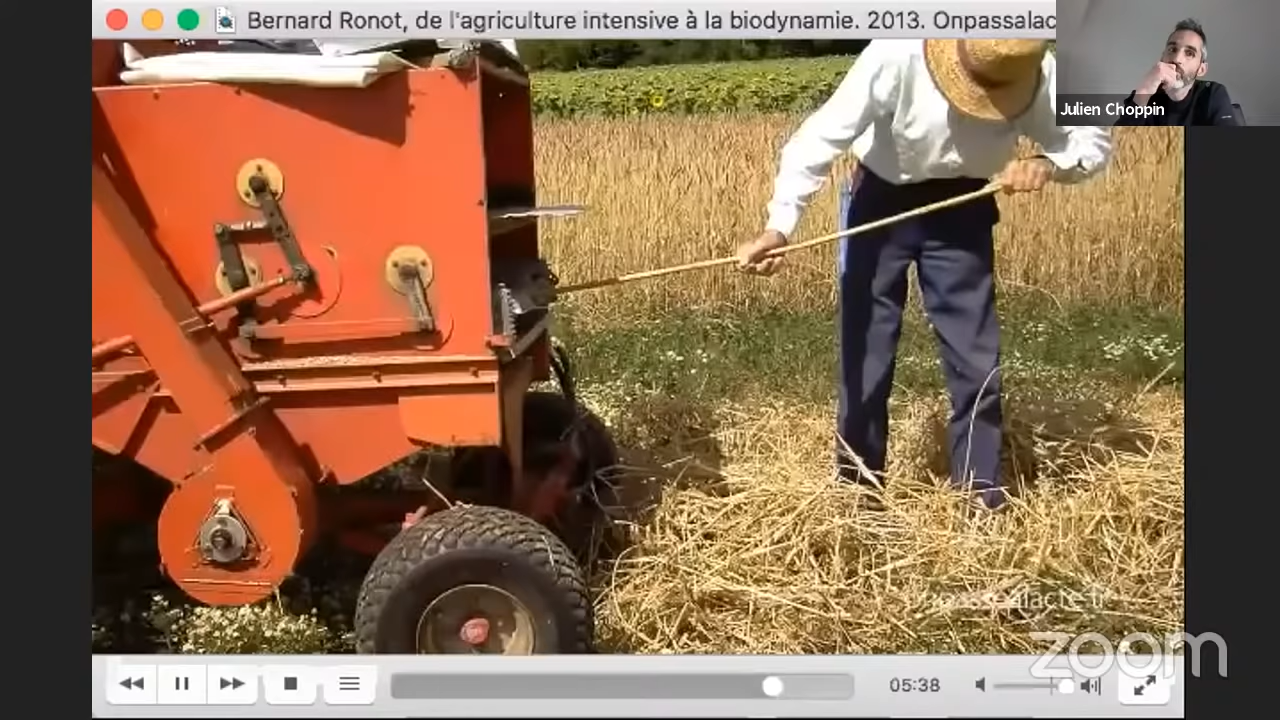 Bernard Ronot, de l'agriculture intensive à la biodynamie. 2013. Onpassalac
Julien Choppin
zoom
05:38